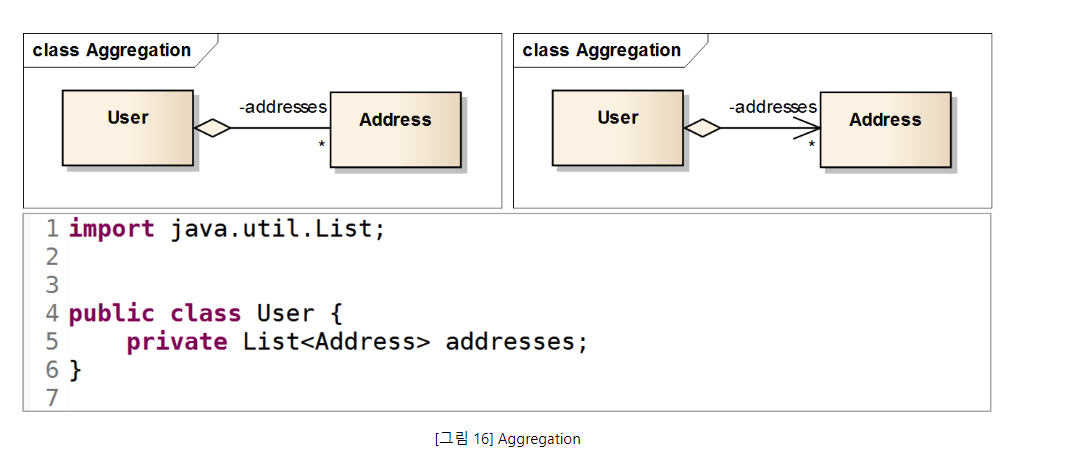 class Aggregation
User
-addresses
*
Address
class Aggregation
User
-addresses
*
Address
1 import java.util.List;
2
3
4 public class User {
5     private List<Address> addresses;
6 }
7
[그림 16] Aggregation